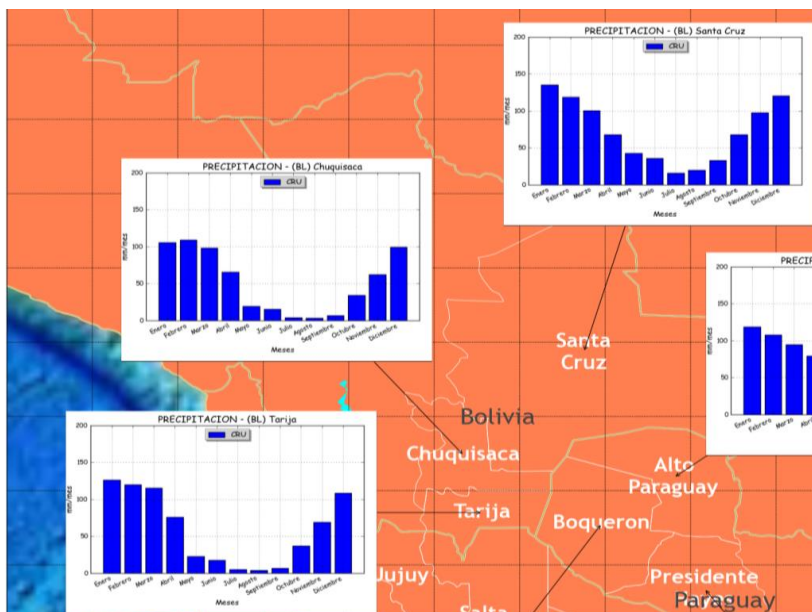 PRECIPITACION - (BL) Santa Cruz
CRU
200
150
100
50
0
mm/mes
Enero
Febrero
Marzo
Abril
Mayo
Junio
Julio
Agosto
Septiembre
Octubre
Noviembre
Diciembre
Meses
PRECIPITACION - (BL) Chuquisaca
CRU
200
150
100
50
0
mm/mes
Enero
Febrero
Marzo
Abril
Mayo
Junio
Julio
Agosto
Septiembre
Octubre
Noviembre
Diciembre
Meses
PRECIP
200
150
100
50
0
mm/mes
Enero
Febrero
Marzo
Abri
PRECIPITACION - (BL) Tarija
CRU
200
150
100
50
0
mm/mes
Enero
Febrero
Marzo
Abril
Mayo
Junio
Julio
Agosto
Septiembre
Octubre
Noviembre
Diciembre
Meses
Santa
Cruz
Bolivia
Chuquisaca
Alto
Paraguay
Tarija
Boqueron
Jujuy
Presidente
Paraguay
Salta